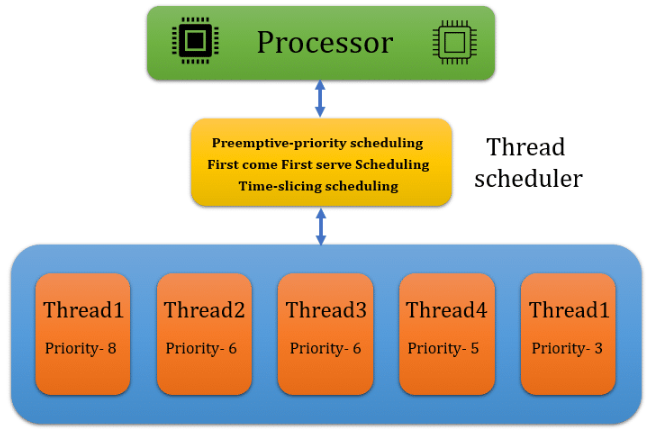 Processor
Preemptive-priority scheduling
First come First serve Scheduling
Time-slicing scheduling
Thread
scheduler
Thread1
Priority- 8
Thread2
Priority- 6
Thread3
Priority- 6
Thread4
Priority- 5
Thread1
Priority- 3